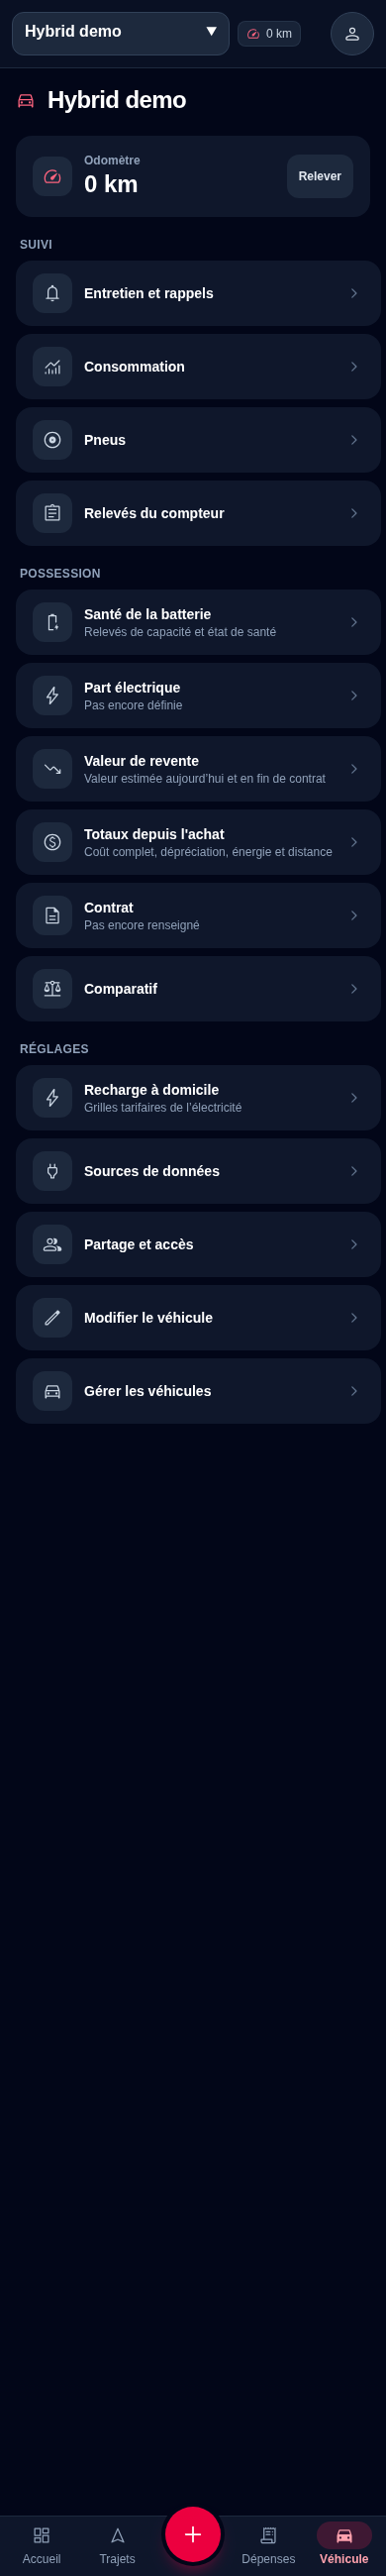 Hybrid demo
0 km
Hybrid demo
Odomètre
0 km
Relever
SUIVI
Entretien et rappels
Consommation
Pneus
Relevés du compteur
POSSESSION
Santé de la batterie
Relevés de capacité et état de santé
Part électrique
Pas encore définie
Valeur de revente
Valeur estimée aujourd’hui et en fin de contrat
Totaux depuis l'achat
Coût complet, dépréciation, énergie et distance
Contrat
Pas encore renseigné
Comparatif
RÉGLAGES
Recharge à domicile
Grilles tarifaires de l’électricité
Sources de données
Partage et accès
Modifier le véhicule
Gérer les véhicules
Accueil
Trajets
Dépenses
Véhicule